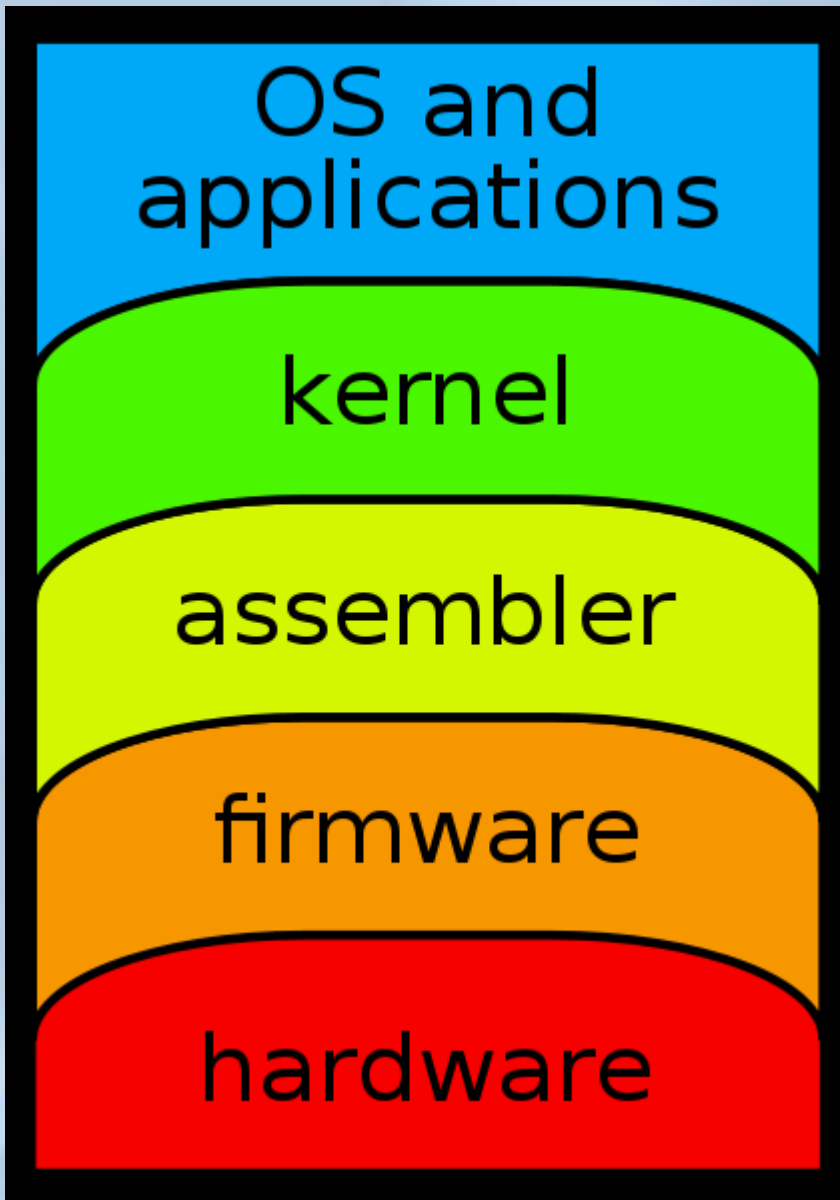 OS and
applications
kernel
assembler
firmware
hardware